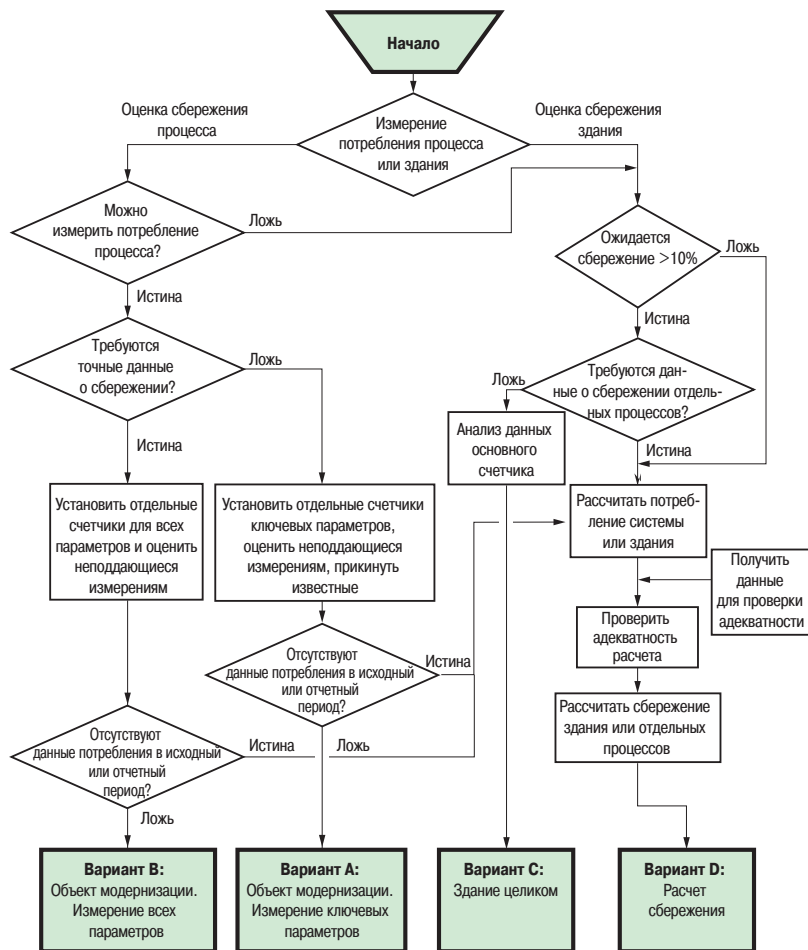 Начало
Оценка сбережения
процесса
Измерение
потребления процесса
или здания
Оценка сбережения
здания
Можно
измерить потребление
процесса?
Ложь
Ожидается
сбережение >10%
Ложь
Истина
Истина
Требуются
точные данные
о сбережении?
Ложь
Ложь
Требуются дан-
ные о сбережении отдель-
ных процессов?
Истина
Анализ данных
основного
счетчика
Истина
Установить отдельные
счетчики для всех
параметров и оценить
неподдающиеся
измерениям
Установить отдельные счетчики
ключевых параметров,
оценить неподдающиеся
измерениям, прикинуть
известные
Рассчитать потреб-
ление системы
или здания
Получить
данные
для проверки
адекватности
Проверить
адекватность
расчета
Отсутствуют
данные потребления в исходный
или отчетный
период?
Истина
Ложь
Рассчитать сбережение
здания или отдельных
процессов
Отсутствуют
данные потребления в исходный
или отчетный
период?
Истина
Ложь
Вариант B:
Объект модернизации.
Измерение всех
параметров
Вариант A:
Объект модернизации.
Измерение ключевых
параметров
Вариант C:
Здание целиком
Вариант D:
Расчет
сбережения